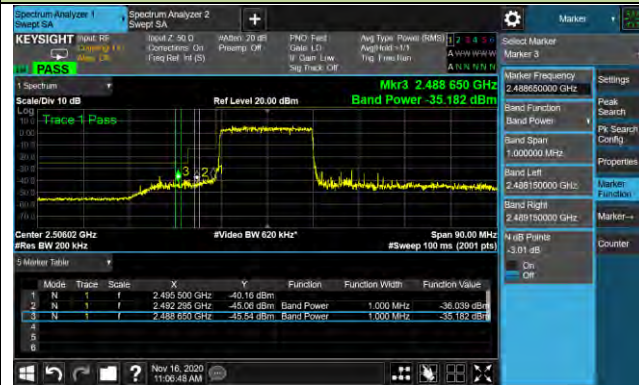 Spectrum Analyzer 1
Swept SA
Spectrum Analyzer 2
Swept SA
+
Marker
KEYSIGHT
Input: RF
Input Z: 50 Ω
#Atten: 20 dB
PNO: Fast
Avg Type: Power (RMS)
Corrections: On
Preamp: Off
Gate: LO
Avg|Hold: >1/1
Freq Ref: Int (S)
IF Gain: Low
Trig: Free Run
Sig Track: Off
1 2 3 4 5 6
A W W W W W
A N N N N N
PASS
Select Marker
Marker 3
1 Spectrum
Mkr3 2.488 650 GHz
Scale/Div 10 dB
Ref Level 20.00 dBm
Band Power -35.182 dBm
Log
Trace 1 Pass
3
2
Center 2.50602 GHz
#Video BW 620 kHz*
Span 90.00 MHz
#Res BW 200 kHz
#Sweep 100 ms (2001 pts)
5 Marker Table
Mode Trace Scale X Y Function Function Width Function Value
1 N 1 f 2.495 500 GHz -40.16 dBm
2 N 1 f 2.492 295 GHz -45.06 dBm Band Power 1.000 MHz -36.039 dBm
3 N 1 f 2.488 650 GHz -45.54 dBm Band Power 1.000 MHz -35.182 dBm
4
5
6
Marker Frequency
2.488650000 GHz
Band Function
Band Power
Band Span
1.000000 MHz
Band Left
2.488150000 GHz
Band Right
2.489150000 GHz
N dB Points
-3.01 dB
On
Off
Settings
Peak
Search
Pk Search
Config
Properties
Marker
Function
Marker→
Counter
?
Nov 16, 2020
11:06:48 AM